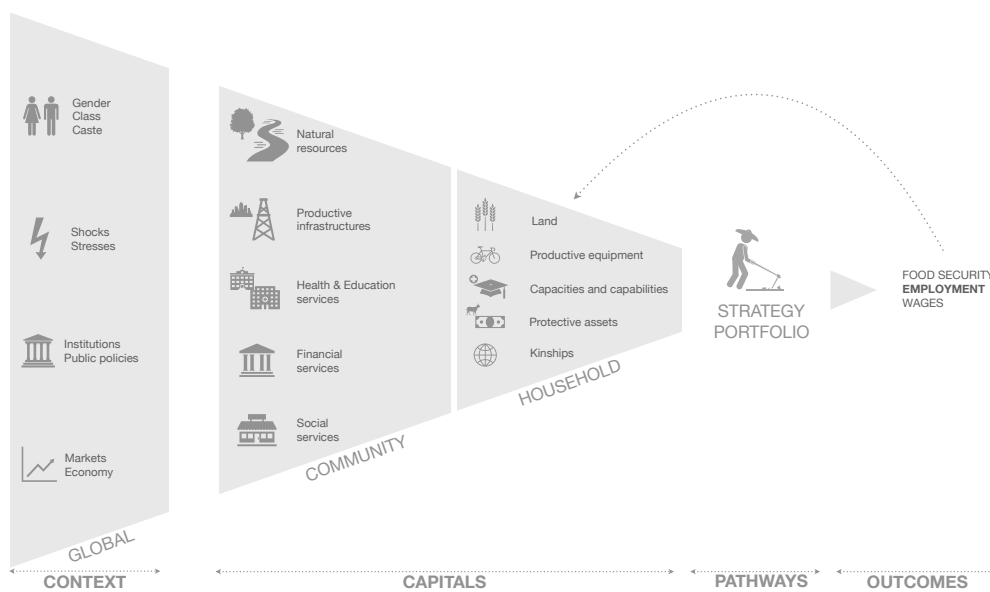 Gender
Class
Caste
Shocks
Stresses
Institutions
Public policies
Markets
Economy
GLOBAL
Natural
resources
Productive
infrastructures
Health & Education
services
Financial
services
Social
services
COMMUNITY
Land
Productive equipment
Capacities and capabilities
Protective assets
Kinships
HOUSEHOLD
STRATEGY
PORTFOLIO
FOOD SECURITY
EMPLOYMENT
WAGES
CONTEXT
CAPITALS
PATHWAYS
OUTCOMES